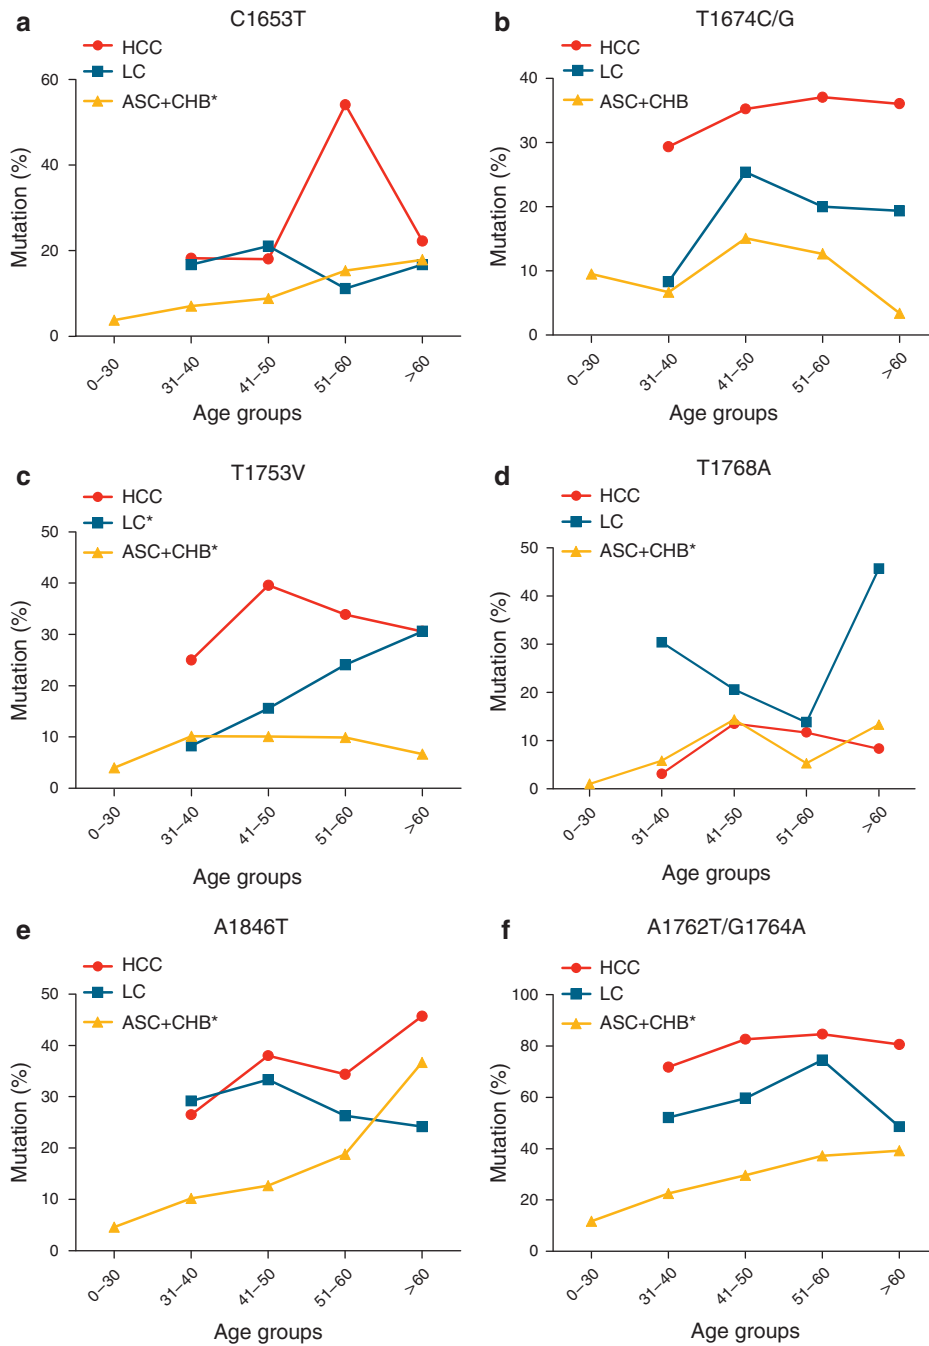 a
C1653T
HCC
LC
ASC+CHB*
60
40
20
0
Mutation (%)
0–30
31–40
41–50
51–60
>60
Age groups
b
T1674C/G
HCC
LC
ASC+CHB
40
30
20
10
0
Mutation (%)
0–30
31–40
41–50
51–60
>60
Age groups
c
T1753V
HCC
LC*
ASC+CHB*
50
40
30
20
10
0
Mutation (%)
0–30
31–40
41–50
51–60
>60
Age groups
d
T1768A
HCC
LC
ASC+CHB*
50
40
30
20
10
0
Mutation (%)
0–30
31–40
41–50
51–60
>60
Age groups
e
A1846T
HCC
LC
ASC+CHB*
50
40
30
20
10
0
Mutation (%)
0–30
31–40
41–50
51–60
>60
Age groups
f
A1762T/G1764A
HCC
LC
ASC+CHB*
100
80
60
40
20
0
Mutation (%)
0–30
31–40
41–50
51–60
>60
Age groups